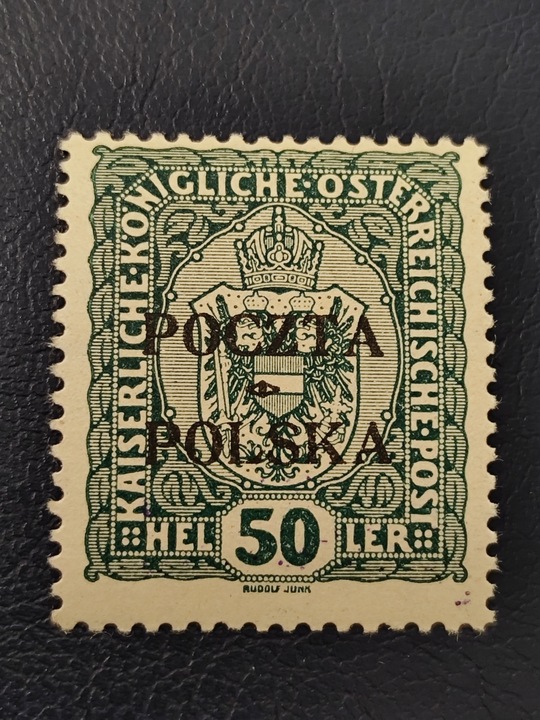 KAISERLICHE·KÖNIGLICHE·ÖSTERREICHISCHE·POST
POCZTA
POLSKA
HEL 50 LER
RUDOLF JUNK